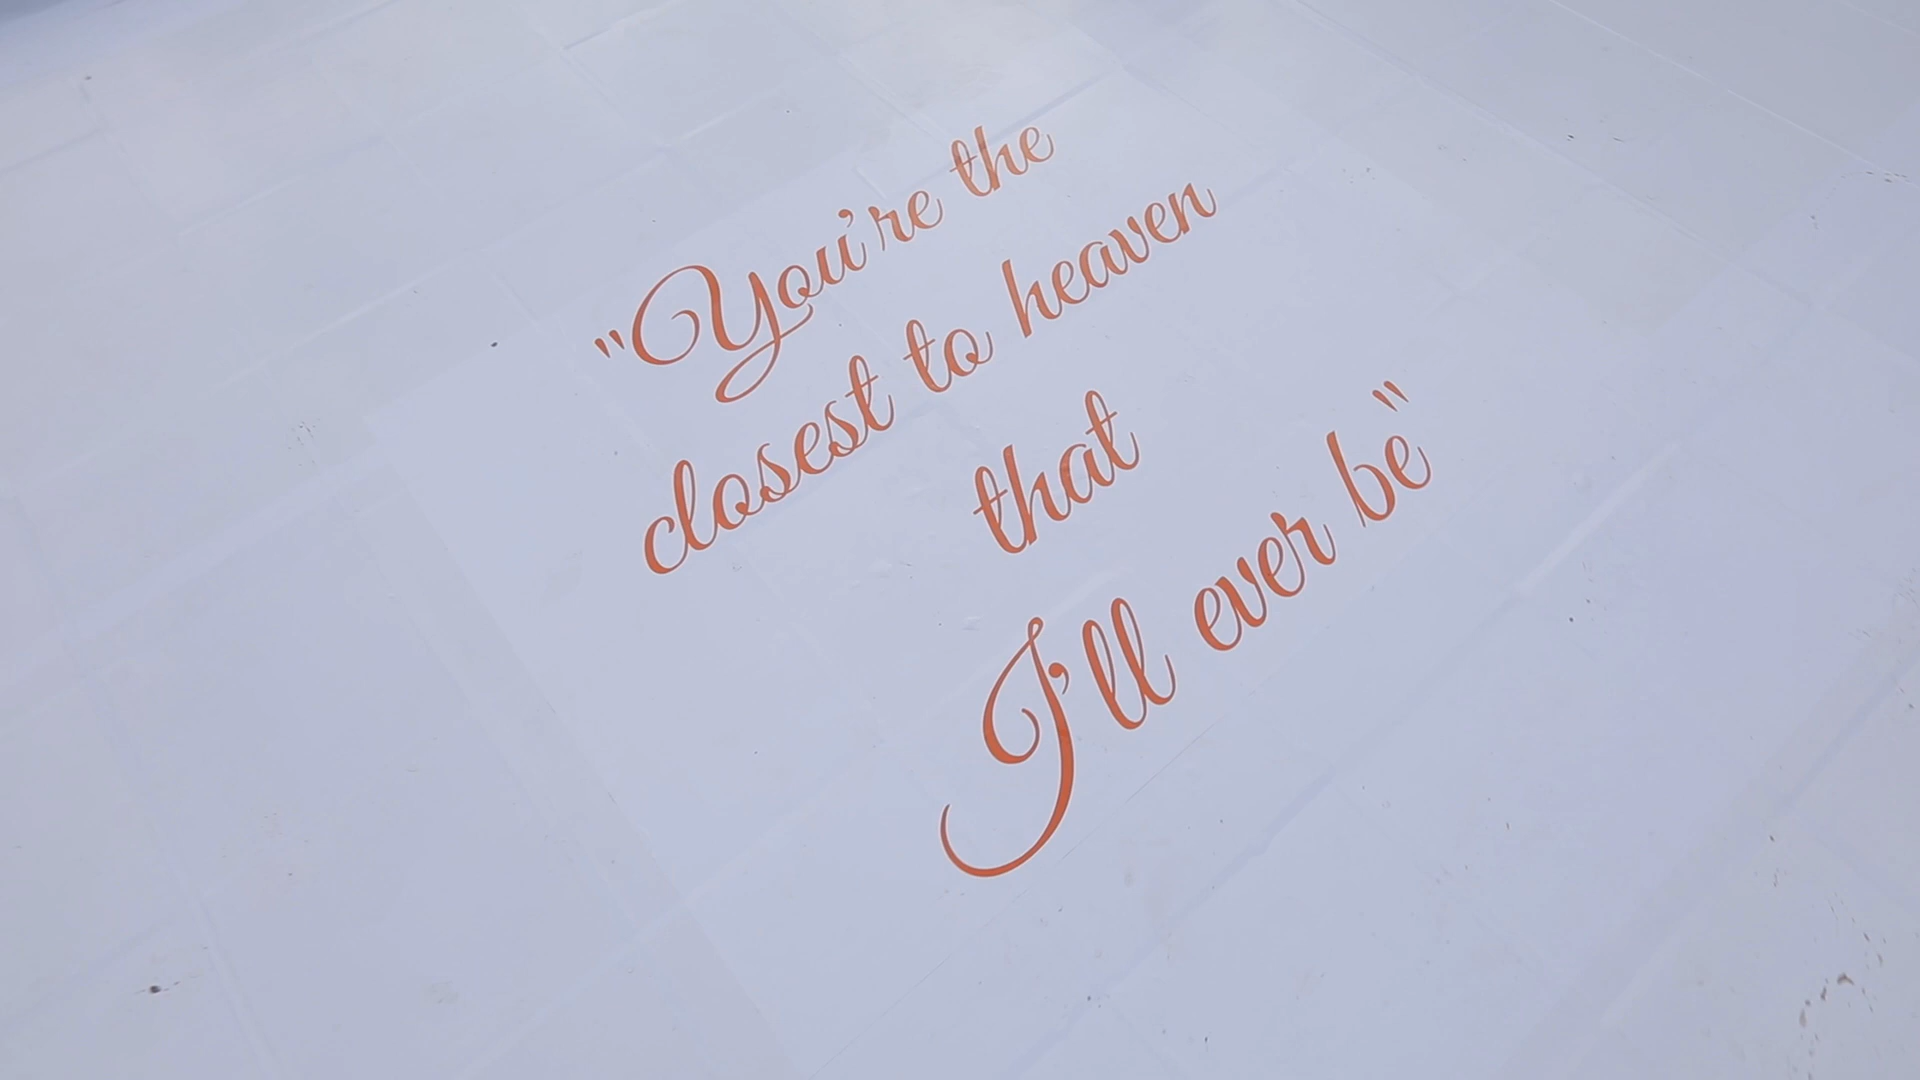 "You're the
closest to heaven
that
I'll ever be"